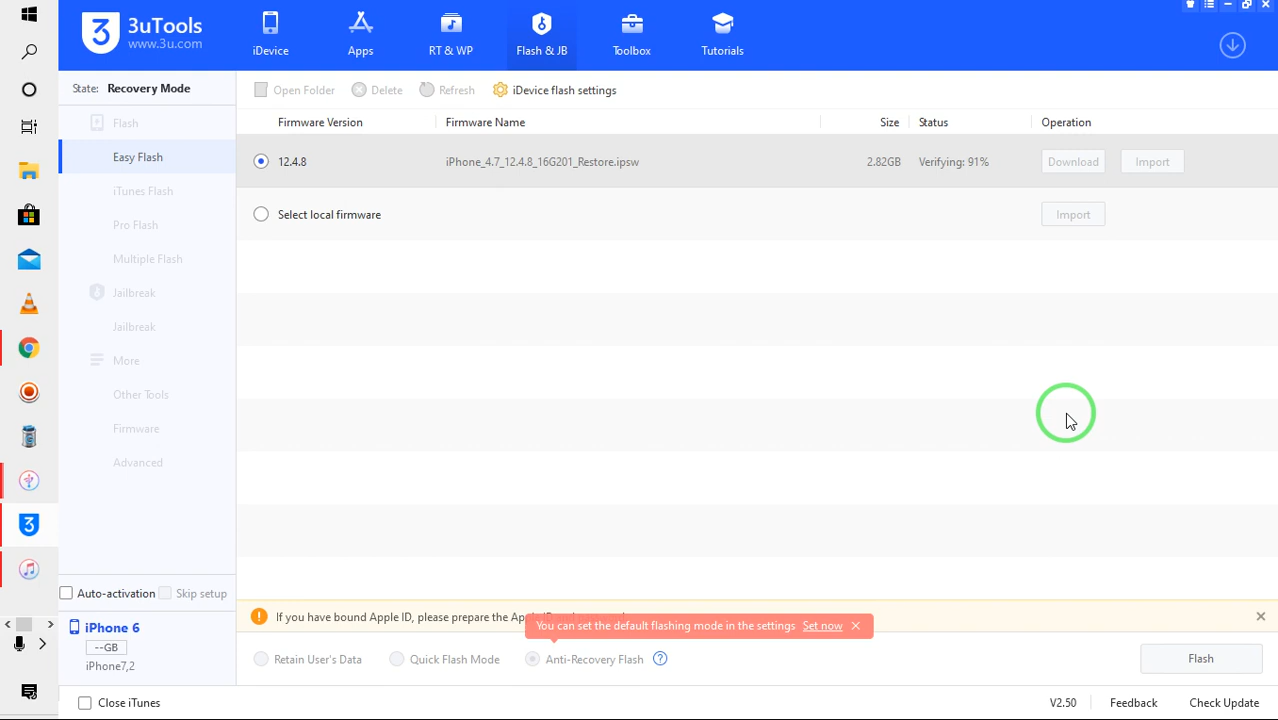 3uTools
www.3u.com
iDevice
Apps
RT & WP
Flash & JB
Toolbox
Tutorials
State: Recovery Mode
Open Folder
Delete
Refresh
iDevice flash settings
Flash
Easy Flash
iTunes Flash
Pro Flash
Multiple Flash
Jailbreak
Jailbreak
More
Other Tools
Firmware
Advanced
Firmware Version Firmware Name Size Status Operation
12.4.8 iPhone_4.7_12.4.8_16G201_Restore.ipsw 2.82GB Verifying: 91% Download Import
Select local firmware Import
Auto-activation Skip setup
iPhone 6
--GB
iPhone7,2
If you have bound Apple ID, please prepare the
You can set the default flashing mode in the settings Set now
Retain User's Data Quick Flash Mode Anti-Recovery Flash Flash
Close iTunes V2.50 Feedback Check Update